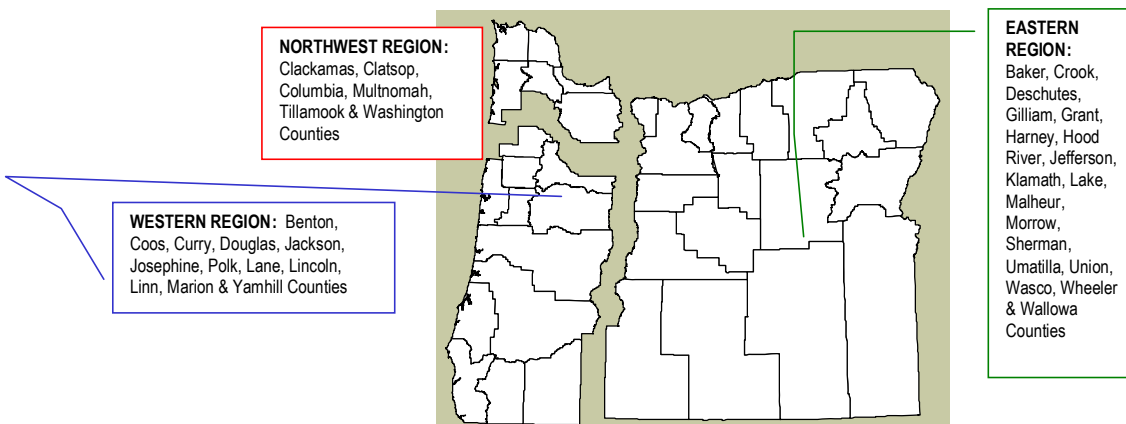 NORTHWEST REGION:
Clackamas, Clatsop,
Columbia, Multnomah,
Tillamook & Washington
Counties
WESTERN REGION: Benton,
Coos, Curry, Douglas, Jackson,
Josephine, Polk, Lane, Lincoln,
Linn, Marion & Yamhill Counties
EASTERN
REGION:
Baker, Crook,
Deschutes,
Gilliam, Grant,
Harney, Hood
River, Jefferson,
Klamath, Lake,
Malheur,
Morrow,
Sherman,
Umatilla, Union,
Wasco, Wheeler
& Wallowa
Counties